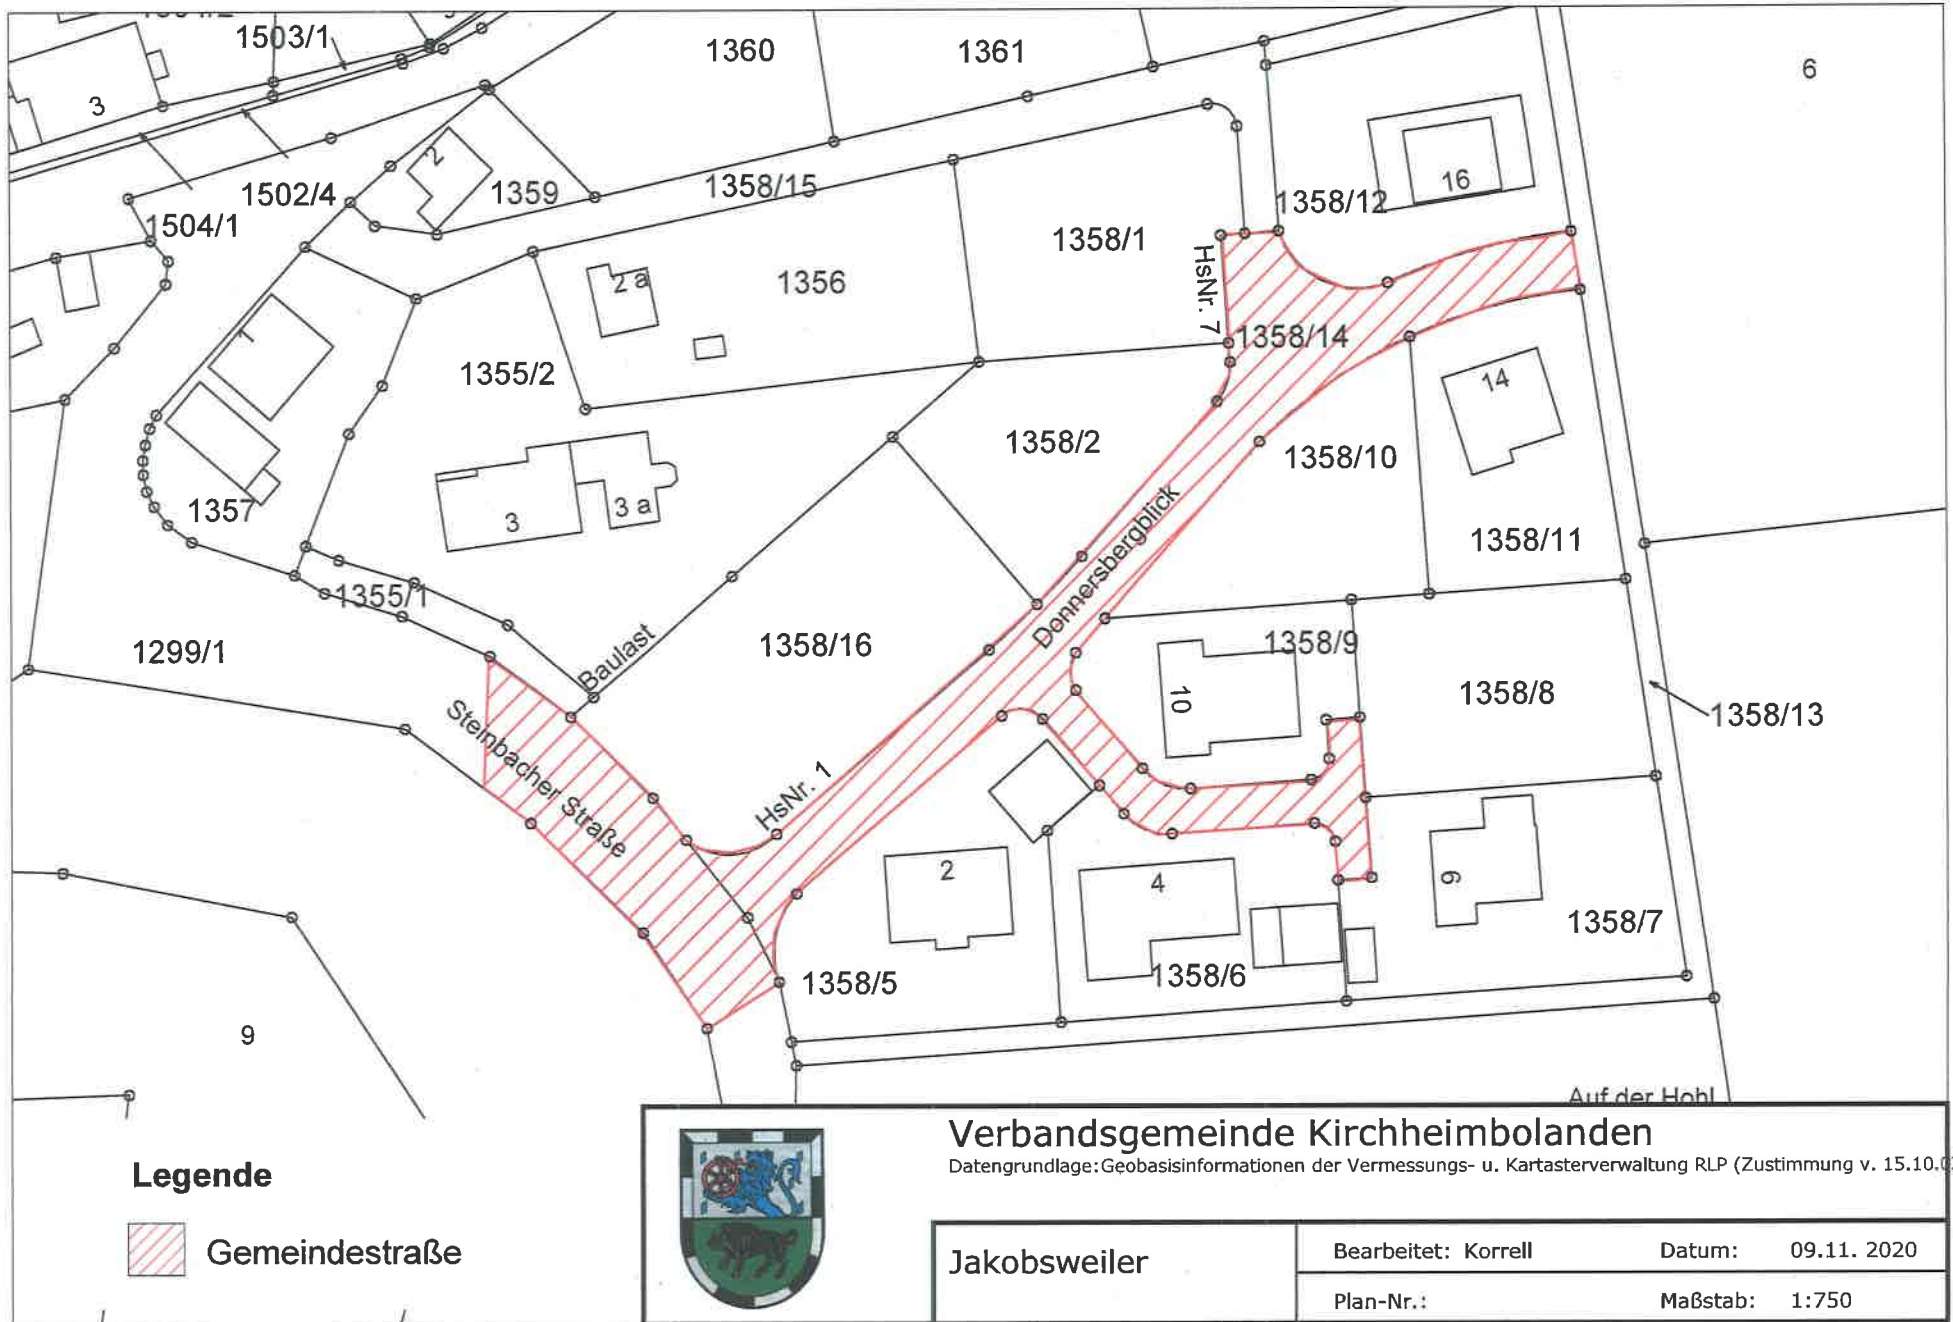 1503/1
1360
1361
6
3
2
1502/4
1359
1358/15
1358/12
16
1504/1
1358/1
HsNr. 7
2 a
1356
1358/14
1
1355/2
14
1358/2
1358/10
1357
3
3 a
Donnersbergblick
1358/11
1355/1
1299/1
Baulast
1358/16
1358/9
10
1358/8
1358/13
Steinbacher Straße
HsNr. 1
2
4
6
1358/7
1358/5
1358/6
9
Auf der Hohl
Legende
Gemeindestraße
Verbandsgemeinde Kirchheimbolanden
Datengrundlage:Geobasisinformationen der Vermessungs- u. Kartasterverwaltung RLP (Zustimmung v. 15.10.
Jakobsweiler
Bearbeitet: Korrell
Datum: 09.11. 2020
Plan-Nr.:
Maßstab: 1:750